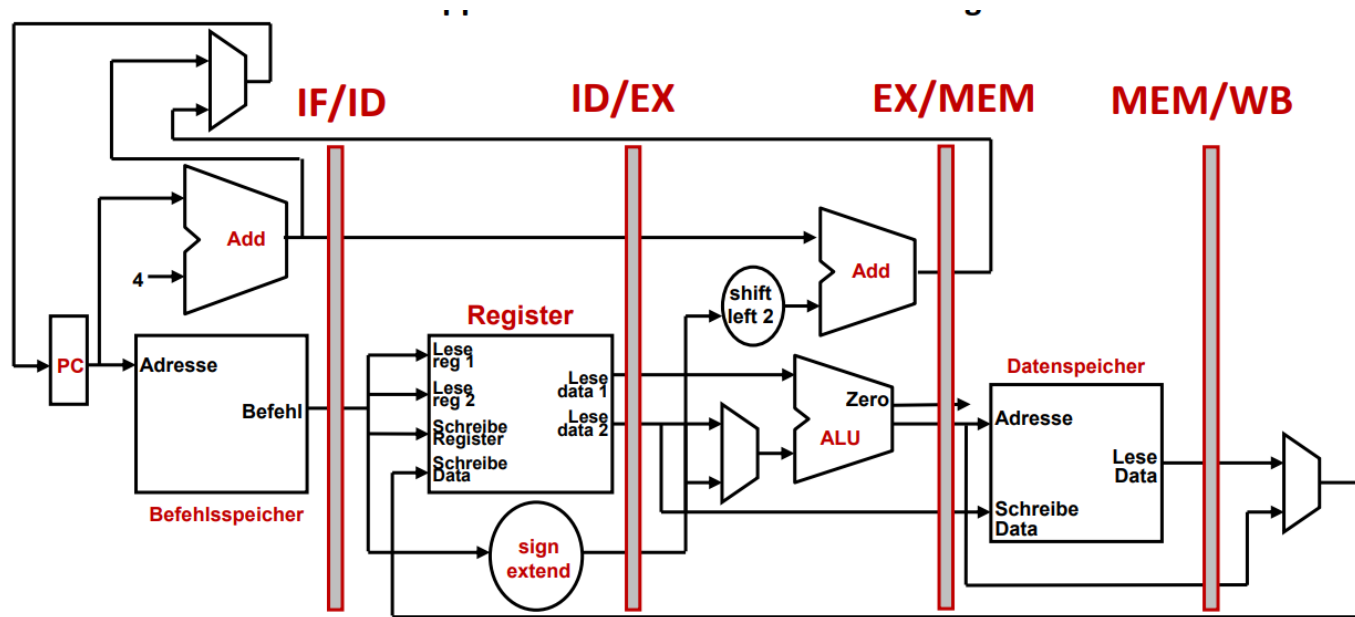 IF/ID
ID/EX
EX/MEM
MEM/WB
Add
4
Add
shift
left 2
Register
PC
Adresse
Befehl
Befehlsspeicher
Lese
reg 1
Lese
reg 2
Schreibe
Register
Schreibe
Data
Lese
data 1
Lese
data 2
sign
extend
Zero
ALU
Datenspeicher
Adresse
Lese
Data
Schreibe
Data